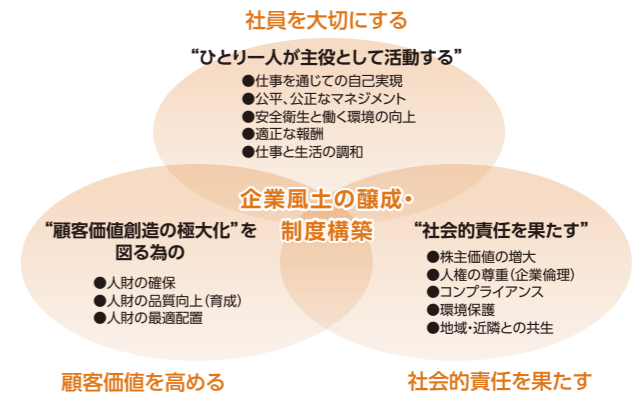 社員を大切にする
“ひとり一人が主役として活動する”
●仕事を通じての自己実現
●公平、公正なマネジメント
●安全衛生と働く環境の向上
●適正な報酬
●仕事と生活の調和
企業風土の醸成・
制度構築
“顧客価値創造の極大化”を
図る為の
●人財の確保
●人財の品質向上（育成）
●人財の最適配置
“社会的責任を果たす”
●株主価値の増大
●人権の尊重（企業倫理）
●コンプライアンス
●環境保護
●地域・近隣との共生
顧客価値を高める
社会的責任を果たす